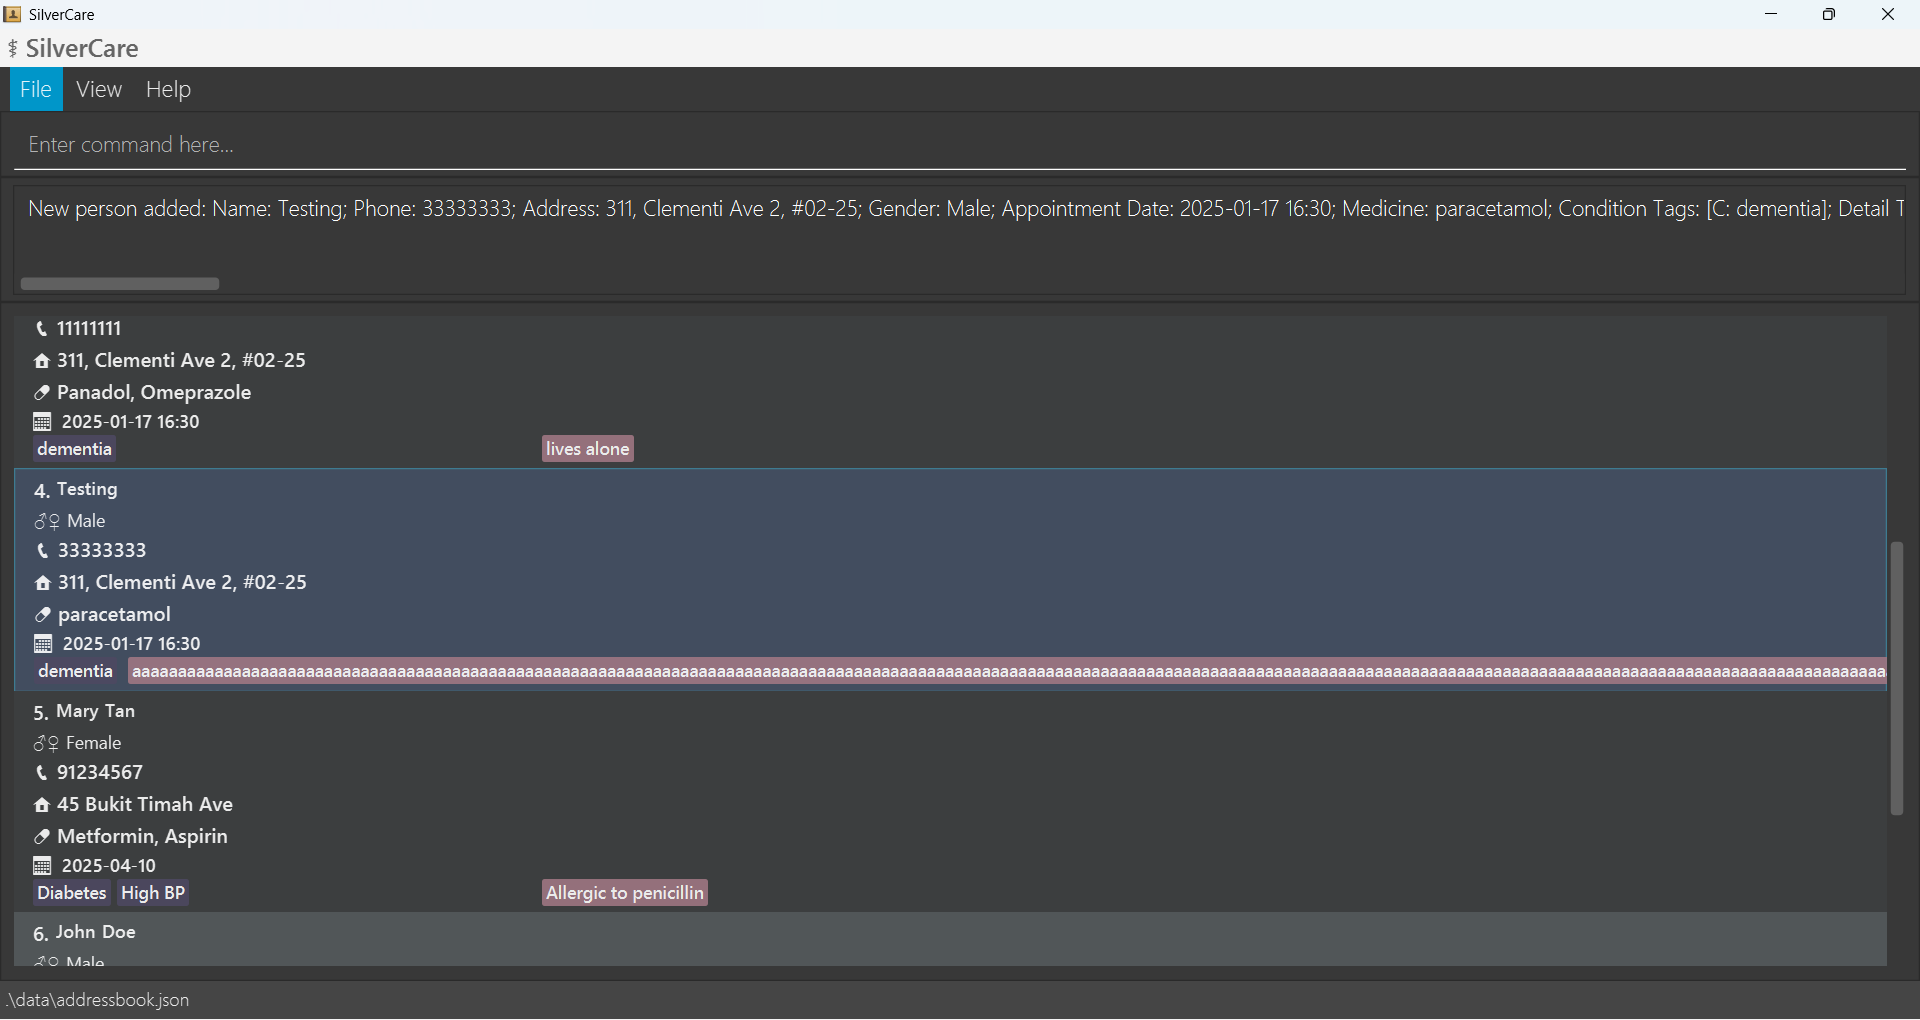 SilverCare
SilverCare
File View Help
Enter command here...
New person added: Name: Testing; Phone: 33333333; Address: 311, Clementi Ave 2, #02-25; Gender: Male; Appointment Date: 2025-01-17 16:30; Medicine: paracetamol; Condition Tags: [C: dementia]; Detail T
11111111
311, Clementi Ave 2, #02-25
Panadol, Omeprazole
2025-01-17 16:30
dementia lives alone
4. Testing
Male
33333333
311, Clementi Ave 2, #02-25
paracetamol
2025-01-17 16:30
dementia
5. Mary Tan
Female
91234567
45 Bukit Timah Ave
Metformin, Aspirin
2025-04-10
Diabetes High BP Allergic to penicillin
6. John Doe
Male
.\data\addressbook.json